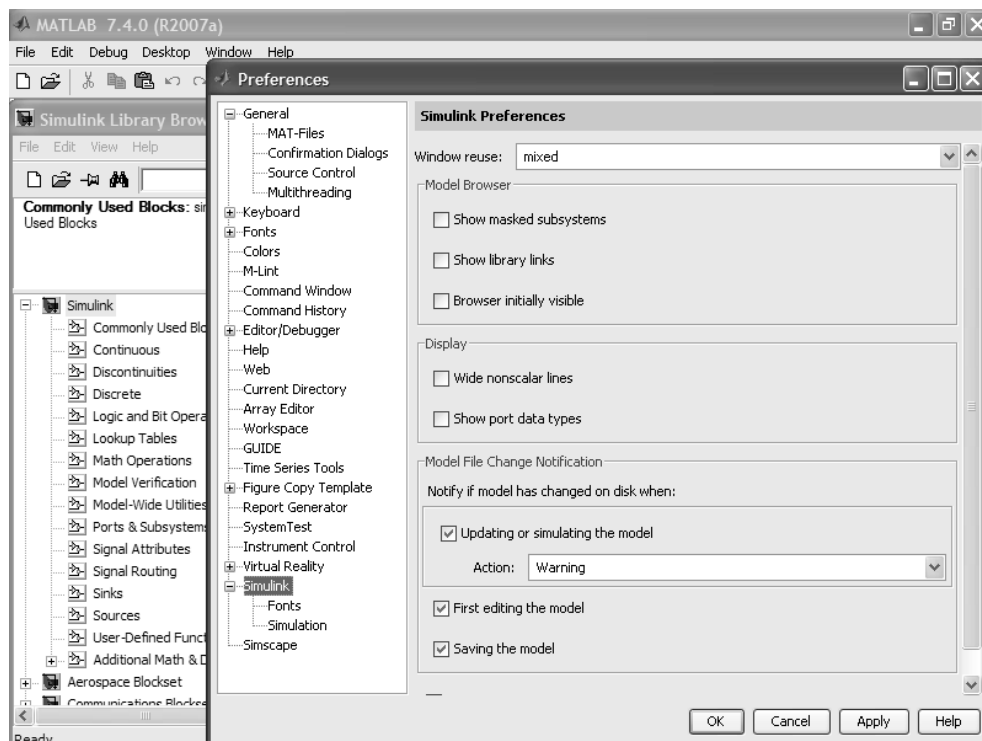 MATLAB 7.4.0 (R2007a)
File Edit Debug Desktop Window Help
Simulink Library Brow
File Edit View Help
Commonly Used Blocks: sir
Used Blocks
Simulink
Commonly Used Blo
Continuous
Discontinuities
Discrete
Logic and Bit Opera
Lookup Tables
Math Operations
Model Verification
Model-Wide Utilities
Ports & Subsystems
Signal Attributes
Signal Routing
Sinks
Sources
User-Defined Funct
Additional Math & D
Aerospace Blockset
Communications Blockse
Ready
Preferences
General
MAT-Files
Confirmation Dialogs
Source Control
Multithreading
Keyboard
Fonts
Colors
M-Lint
Command Window
Command History
Editor/Debugger
Help
Web
Current Directory
Array Editor
Workspace
GUIDE
Time Series Tools
Figure Copy Template
Report Generator
SystemTest
Instrument Control
Virtual Reality
Simulink
Fonts
Simulation
Simscape
Simulink Preferences
Window reuse: mixed
Model Browser
Show masked subsystems
Show library links
Browser initially visible
Display
Wide nonscalar lines
Show port data types
Model File Change Notification
Notify if model has changed on disk when:
Updating or simulating the model
Action: Warning
First editing the model
Saving the model
OK Cancel Apply Help